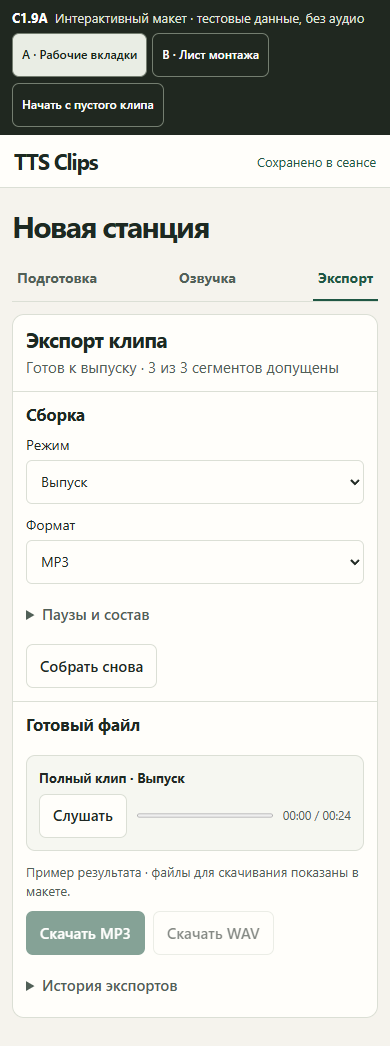 C1.9A Интерактивный макет · тестовые данные, без аудио
A · Рабочие вкладки
B · Лист монтажа
Начать с пустого клипа
TTS Clips
Сохранено в сеансе
Новая станция
Подготовка
Озвучка
Экспорт
Экспорт клипа
Готов к выпуску · 3 из 3 сегментов допущены
Сборка
Режим
Выпуск
Формат
MP3
Паузы и состав
Собрать снова
Готовый файл
Полный клип · Выпуск
Слушать
00:00 / 00:24
Пример результата · файлы для скачивания показаны в
макете.
Скачать MP3
Скачать WAV
История экспортов